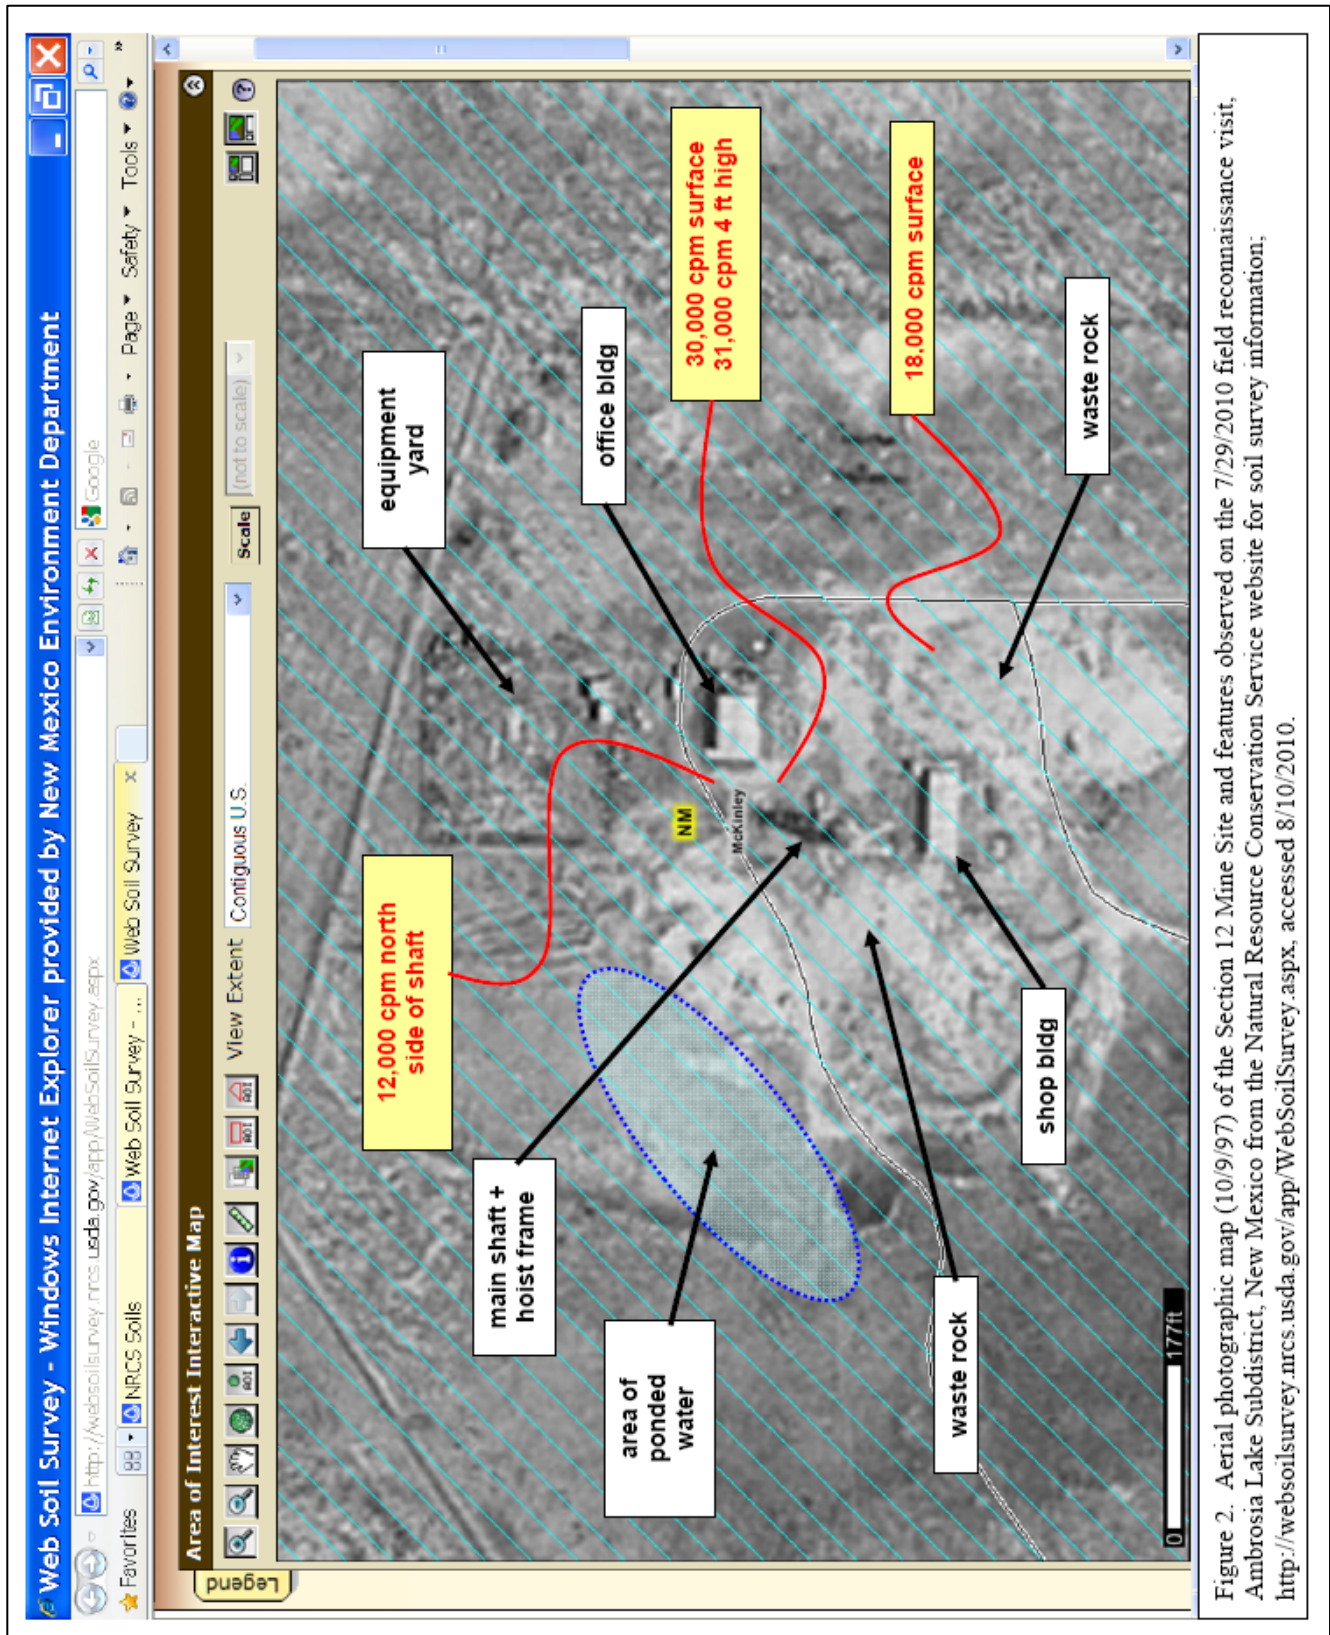 Web Soil Survey - Windows Internet Explorer provided by New Mexico Environment Department
http://websoilsurvey.nrcs.usda.gov/app/WebSoilSurvey.aspx
Google
Favorites
NRCS Soils
Web Soil Survey - ...
Web Soil Survey
Page
Safety
Tools
Area of Interest Interactive Map
Legend
AOI
AOI
AOI
View Extent
Contiguous U.S.
Scale
(not to scale)
equipment
yard
12,000 cpm north
side of shaft
main shaft +
hoist frame
office bldg
area of
ponded
water
30,000 cpm surface
31,000 cpm 4 ft high
NM
McKinley
18.000 cpm surface
waste rock
shop bldg
waste rock
0
177ft
Figure 2. Aerial photographic map (10/9/97) of the Section 12 Mine Site and features observed on the 7/29/2010 field reconnaissance visit,
Ambrosia Lake Subdistrict, New Mexico from the Natural Resource Conservation Service website for soil survey information;
http://websoilsurvey.nrcs.usda.gov/app/WebSoilSurvey.aspx, accessed 8/10/2010.